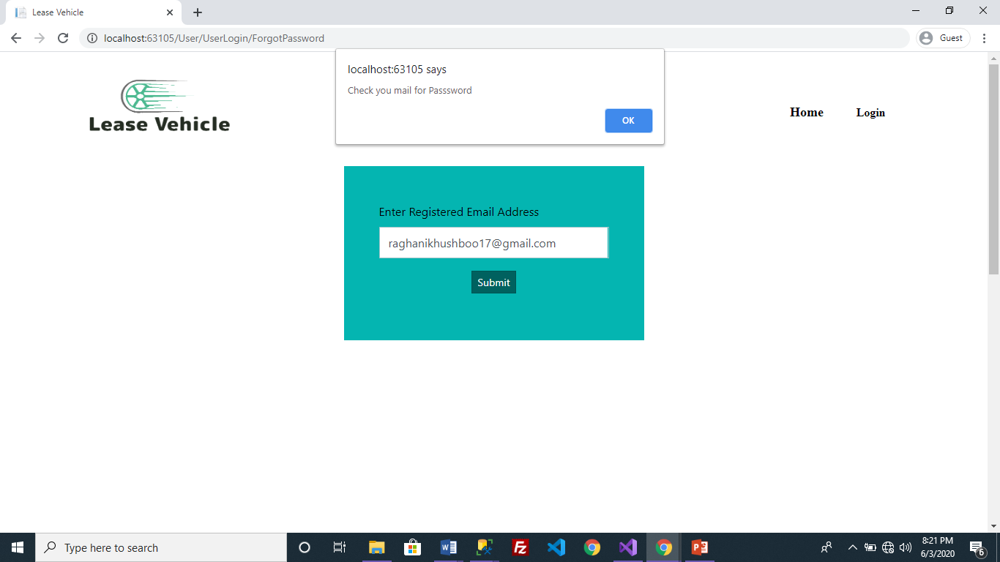 Lease Vehicle
localhost:63105/User/UserLogin/ForgotPassword
Guest
localhost:63105 says
Check you mail for Passsword
OK
Lease Vehicle
Home
Login
Enter Registered Email Address
raghanikhushboo17@gmail.com
Submit
Type here to search
8:21 PM
6/3/2020
6